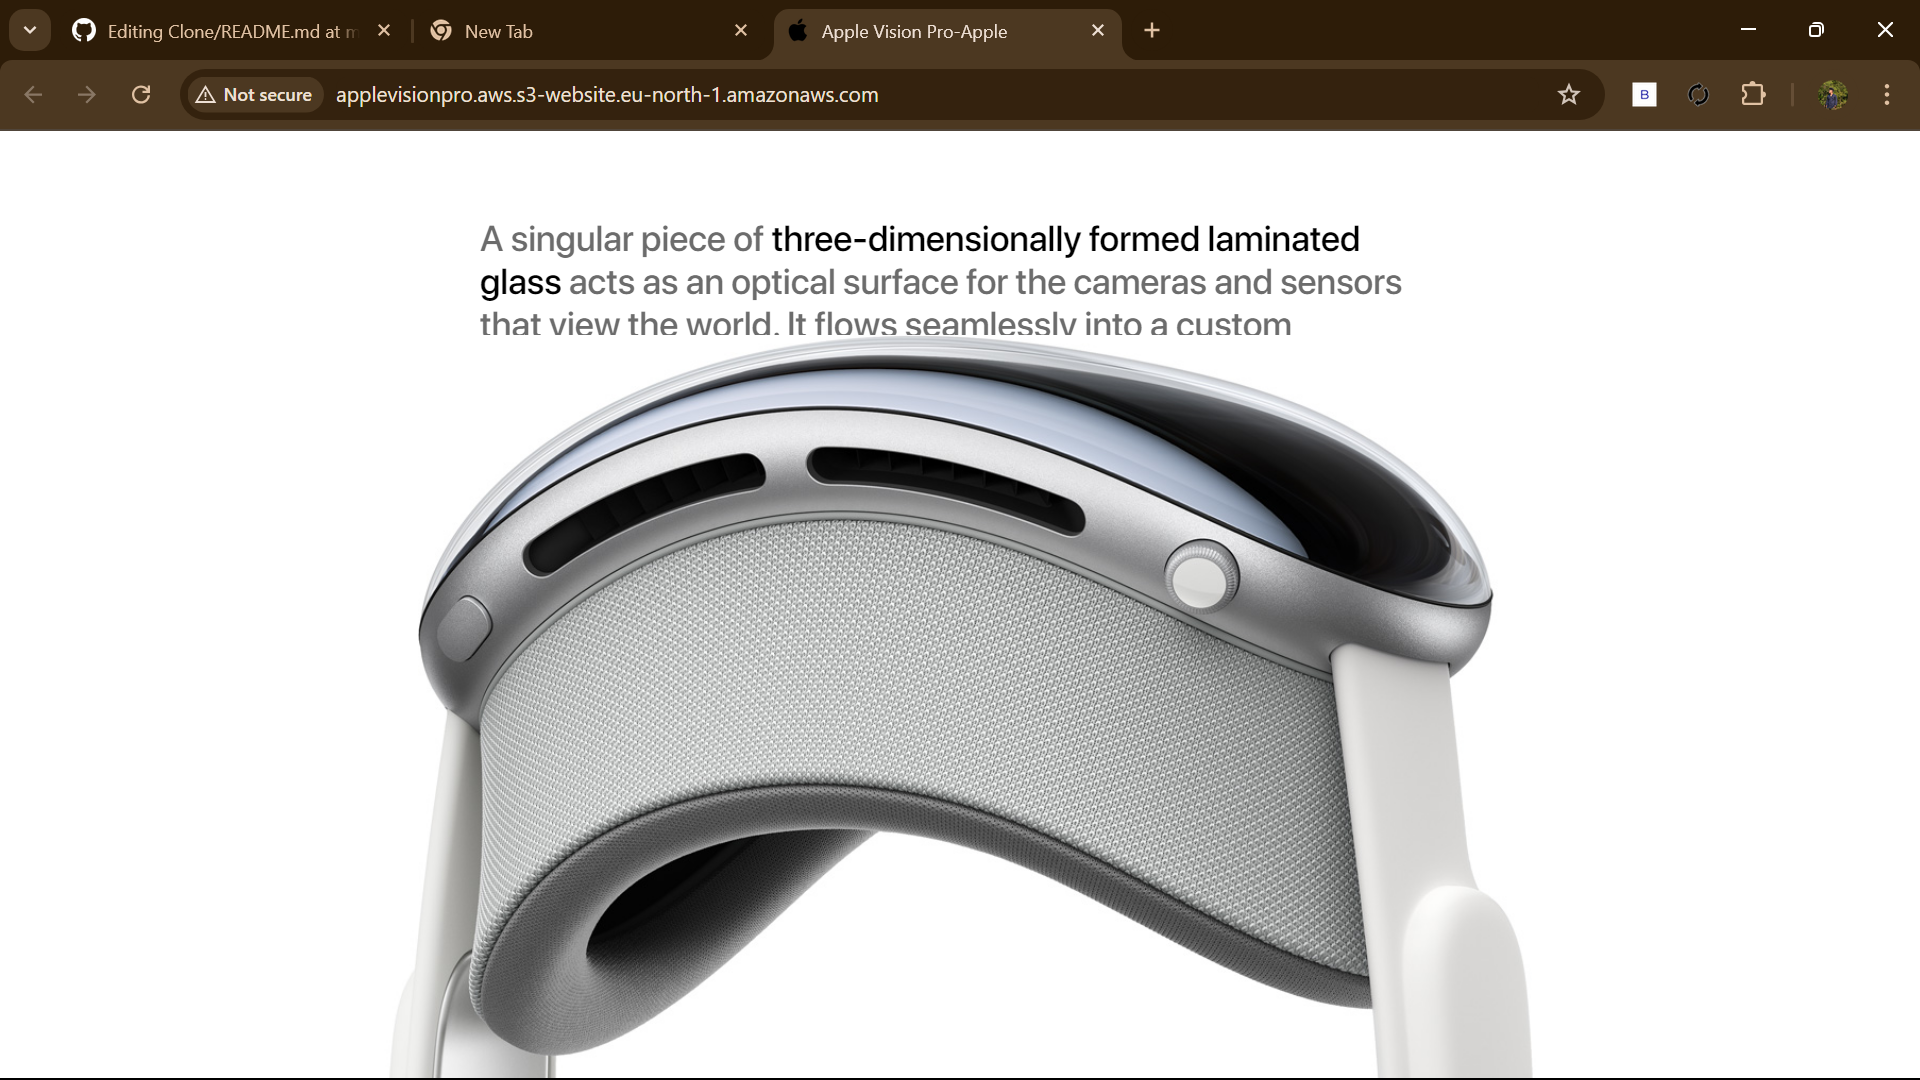 Editing Clone/README.md at m
New Tab
Apple Vision Pro-Apple
Not secure
applevisionpro.aws.s3-website.eu-north-1.amazonaws.com
B
A singular piece of three-dimensionally formed laminated
glass acts as an optical surface for the cameras and sensors
that view the world. It flows seamlessly into a custom